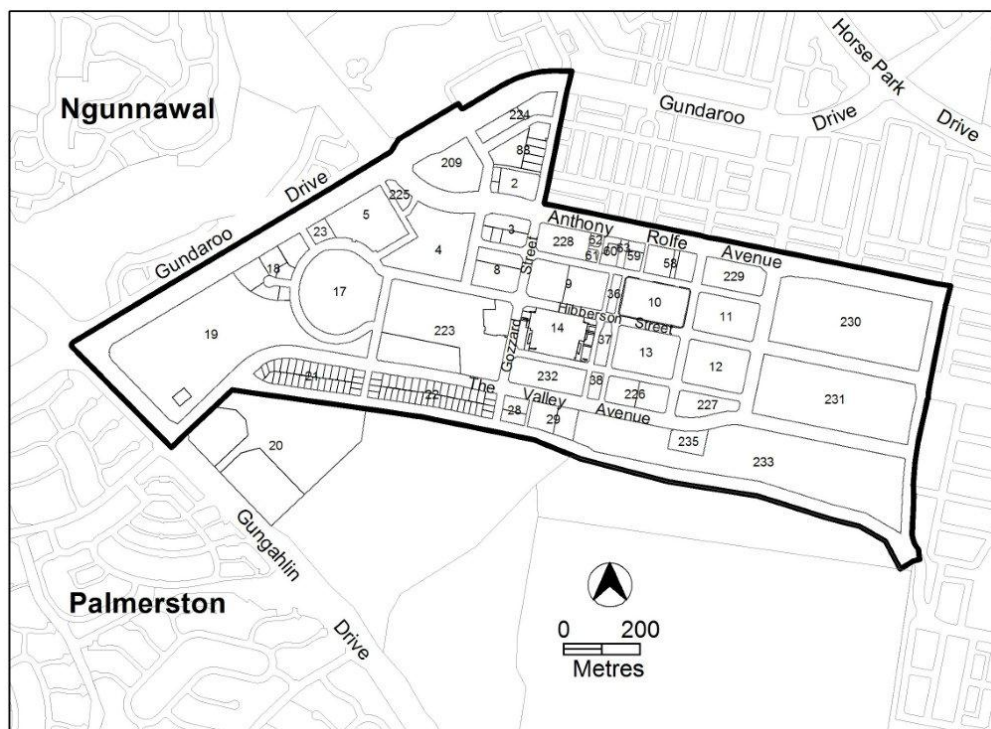 Ngunnawal
Horse Park
Drive
Gundaroo
Drive
Gundaroo
Drive
224
83
209
2
225
5
3
Anthony
Rolfe
Avenue
23
4
Street
228
62
61
60
63
59
58
229
18
8
9
36
10
17
230
19
223
Gozzard
14
Hibberson
Street
37
11
13
12
21
22
The
Valley
Avenue
232
38
226
227
231
28
29
235
233
20
Gungahlin
Drive
Palmerston
0
200
Metres